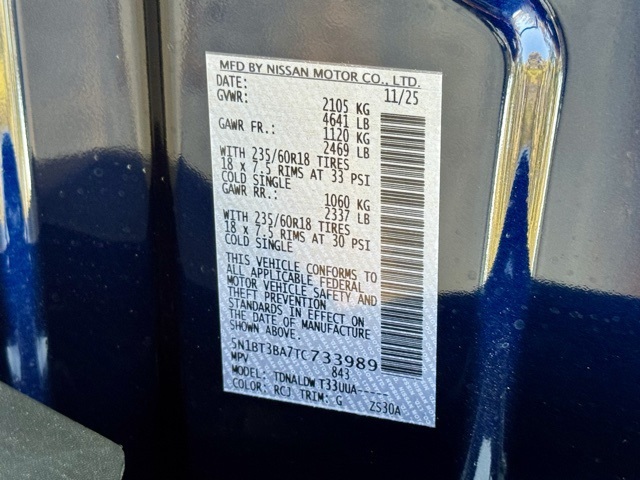 MFD BY NISSAN MOTOR CO., LTD.
DATE: 11/25
GVWR: 2105 KG
4641 LB
GAWR FR.: 1120 KG
2469 LB
WITH 235/60R18 TIRES
18 x 7.5 RIMS AT 33 PSI
COLD SINGLE
GAWR RR.: 1060 KG
2337 LB
WITH 235/60R18 TIRES
18 x 7.5 RIMS AT 30 PSI
COLD SINGLE
THIS VEHICLE CONFORMS TO
ALL APPLICABLE FEDERAL
MOTOR VEHICLE SAFETY AND
THEFT PREVENTION
STANDARDS IN EFFECT ON
THE DATE OF MANUFACTURE
SHOWN ABOVE.
5N1BT3BA7TC733989
MPV 843
MODEL: TDNALDW T33UUA-----
COLOR: RCJ TRIM: G 2S30A